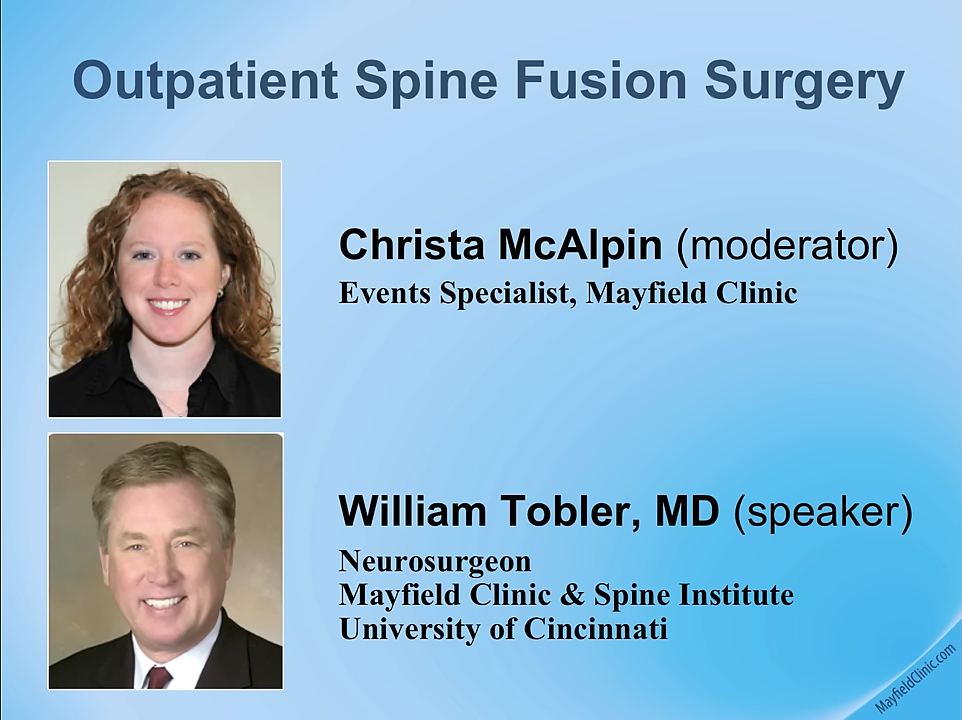 Outpatient Spine Fusion Surgery
Christa McAlpin (moderator)
Events Specialist, Mayfield Clinic
William Tobler, MD (speaker)
Neurosurgeon
Mayfield Clinic & Spine Institute
University of Cincinnati
MayfieldClinic.com